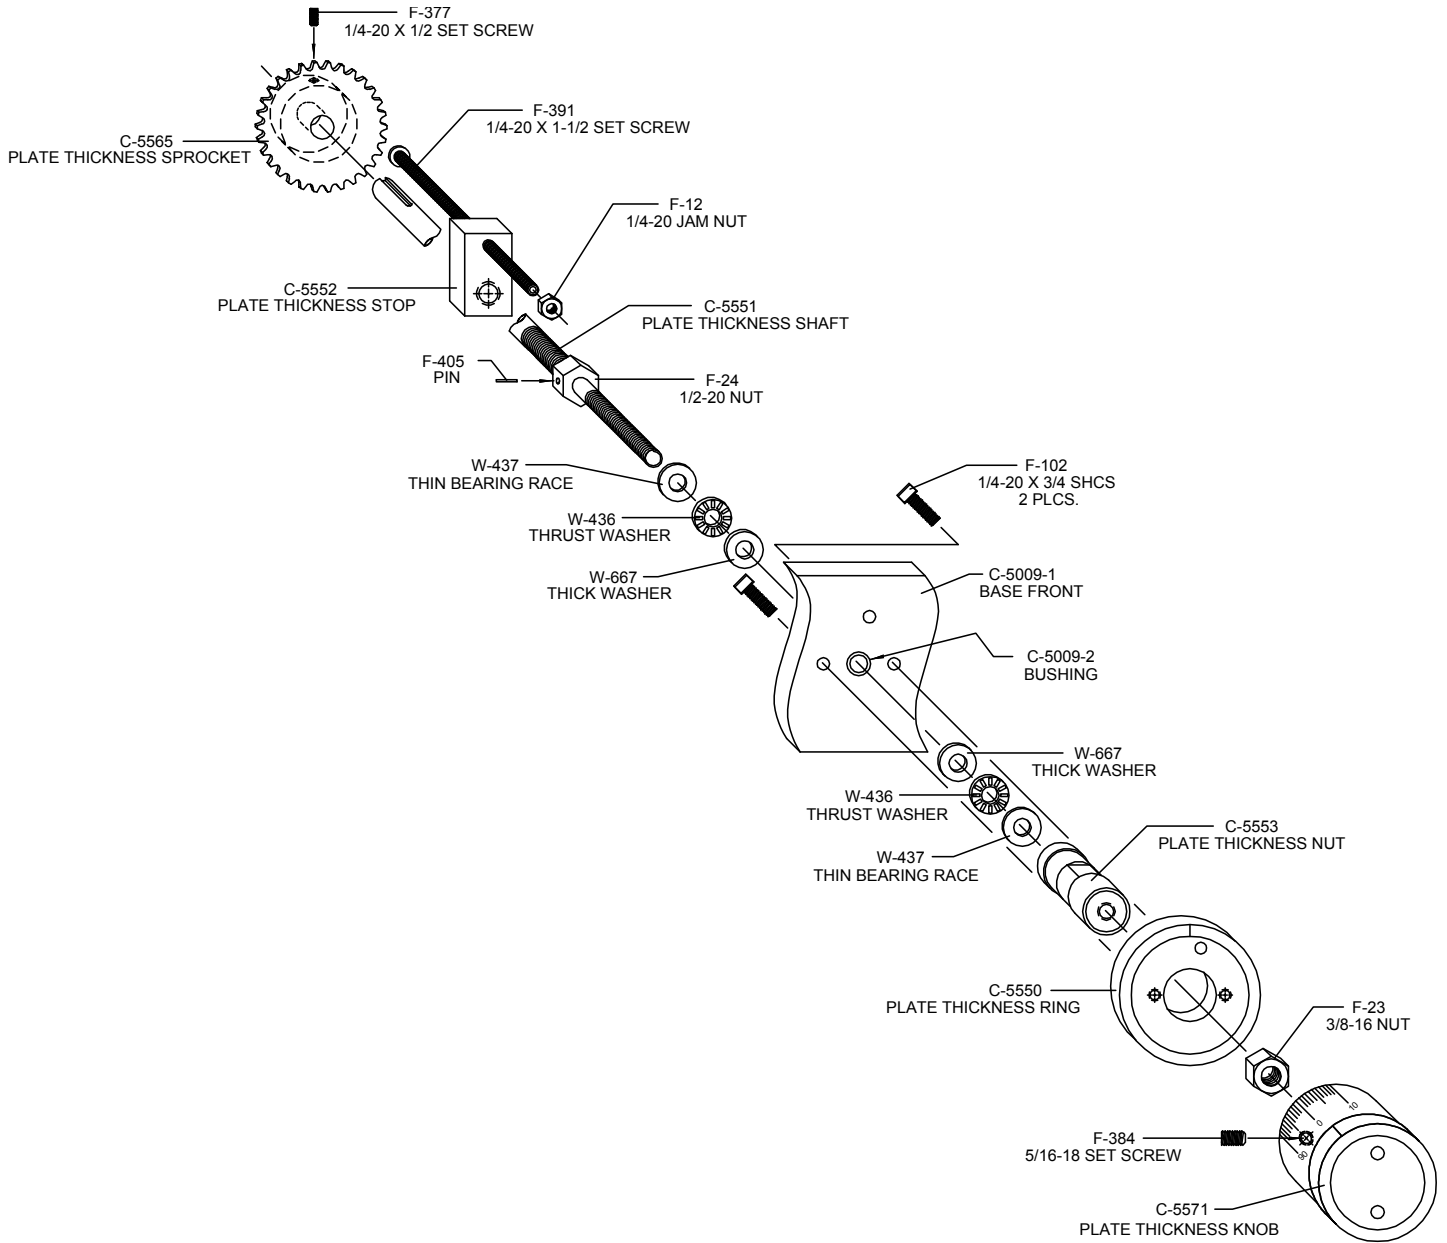 F-377
1/4-20 X 1/2 SET SCREW
F-391
1/4-20 X 1-1/2 SET SCREW
C-5565
PLATE THICKNESS SPROCKET
F-12
1/4-20 JAM NUT
C-5552
PLATE THICKNESS STOP
C-5551
PLATE THICKNESS SHAFT
F-405
PIN
F-24
1/2-20 NUT
W-437
THIN BEARING RACE
F-102
1/4-20 X 3/4 SHCS
2 PLCS.
W-436
THRUST WASHER
W-667
THICK WASHER
C-5009-1
BASE FRONT
C-5009-2
BUSHING
W-667
THICK WASHER
W-436
THRUST WASHER
C-5553
PLATE THICKNESS NUT
W-437
THIN BEARING RACE
C-5550
PLATE THICKNESS RING
F-23
3/8-16 NUT
10
0
90
F-384
5/16-18 SET SCREW
C-5571
PLATE THICKNESS KNOB